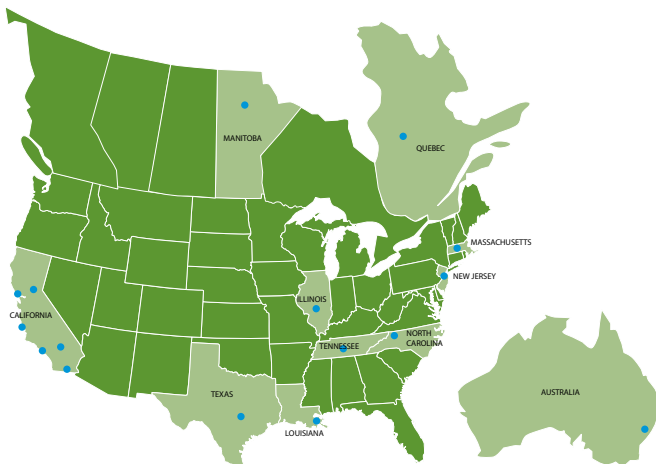 MANITOBA
QUEBEC
MASSACHUSETTS
NEW JERSEY
ILLINOIS
CALIFORNIA
NORTH
CAROLINA
TENNESSEE
TEXAS
AUSTRALIA
LOUISIANA